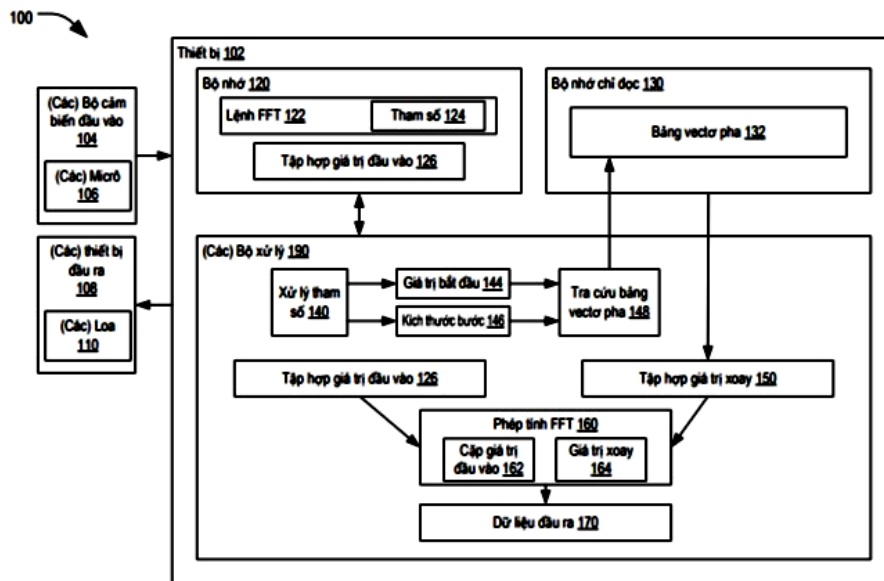 100
Thiết bị 102
(Các) Bộ cảm
biến đầu vào
104
(Các) Micrô
106
(Các) thiết bị
đầu ra
108
(Các) Loa
110
Bộ nhớ 120
Lệnh FFT 122
Tham số 124
Tập hợp giá trị đầu vào 126
Bộ nhớ chỉ đọc 130
Bảng vectơ pha 132
(Các) Bộ xử lý 190
Xử lý tham
số 140
Giá trị bắt đầu 144
Kích thước bước 146
Tra cứu bảng
vectơ pha 148
Tập hợp giá trị đầu vào 126
Tập hợp giá trị xoay 150
Phép tính FFT 160
Cặp giá trị
đầu vào 162
Giá trị xoay
164
Dữ liệu đầu ra 170